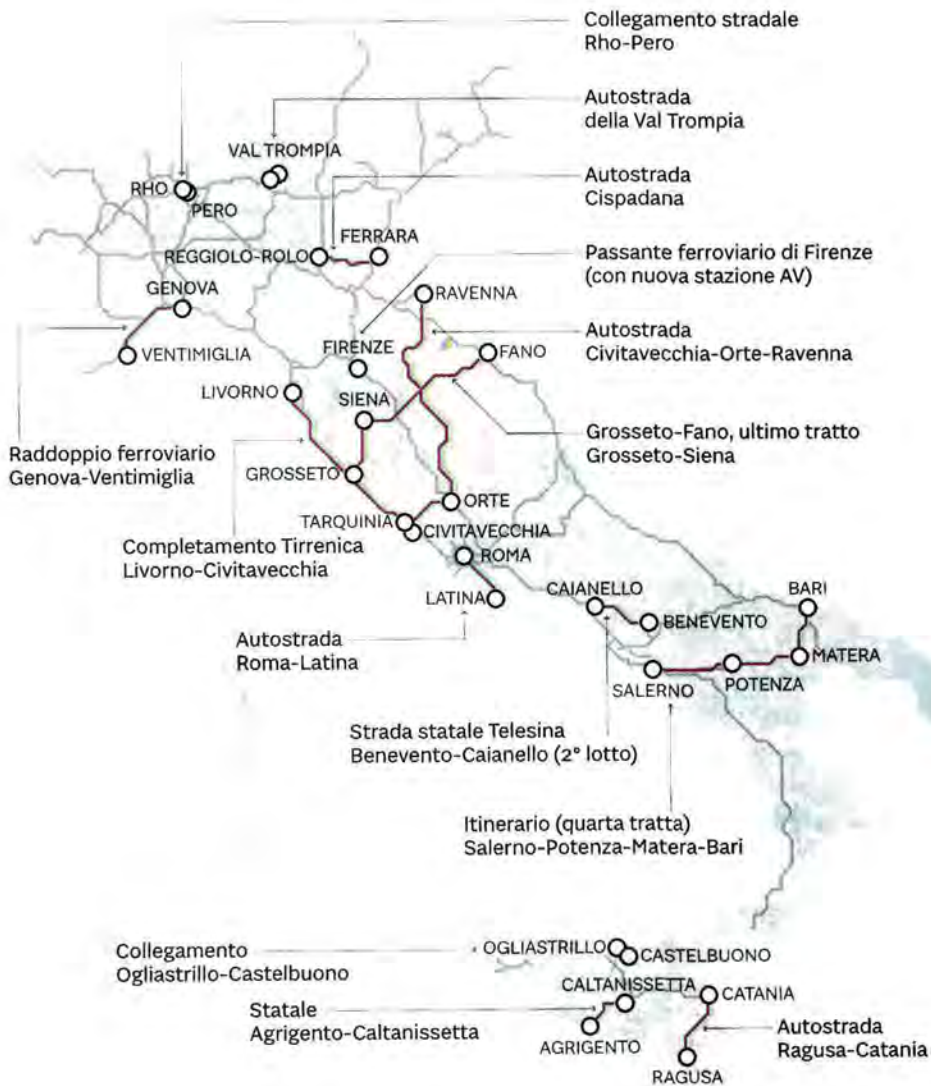 Collegamento stradale
Rho-Pero
Autostrada
della Val Trompia
VAL TROMPIA
RHO
PERO
Autostrada
Cispadana
FERRARA
REGGIOLO-ROLO
Passante ferroviario di Firenze
(con nuova stazione AV)
GENOVA
RAVENNA
Autostrada
Civitavecchia-Orte-Ravenna
VENTIMIGLIA
FIRENZE
FANO
LIVORNO
SIENA
Raddoppio ferroviario
Genova-Ventimiglia
Grosseto-Fano, ultimo tratto
Grosseto-Siena
GROSSETO
ORTE
TARQUINIA
CIVITAVECCHIA
Completamento Tirrenica
Livorno-Civitavecchia
ROMA
LATINA
CAIANELLO
BARI
BENEVENTO
Autostrada
Roma-Latina
MATERA
POTENZA
SALERNO
Strada statale Telesina
Benevento-Caianello (2° lotto)
Itinerario (quarta tratta)
Salerno-Potenza-Matera-Bari
Collegamento
Ogliastrillo-Castelbuono
OGLIASTRILLO
CASTELBUONO
CALTANISSETTA
CATANIA
Statale
Agrigento-Caltanissetta
AGRIGENTO
Autostrada
Ragusa-Catania
RAGUSA